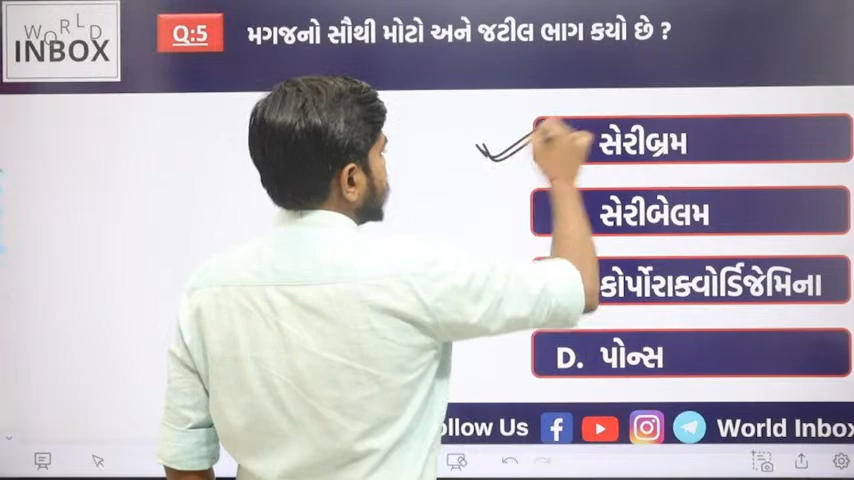 WORLD
INBOX
Q:5 મગજનો સૌથી મોટો અને જટીલ ભાગ કયો છે ?
સેરીબ્રમ
સેરીબેલમ
કોર્પોરાક્વોર્ડિજેમિના
D. પોન્સ
ollow Us World Inbox